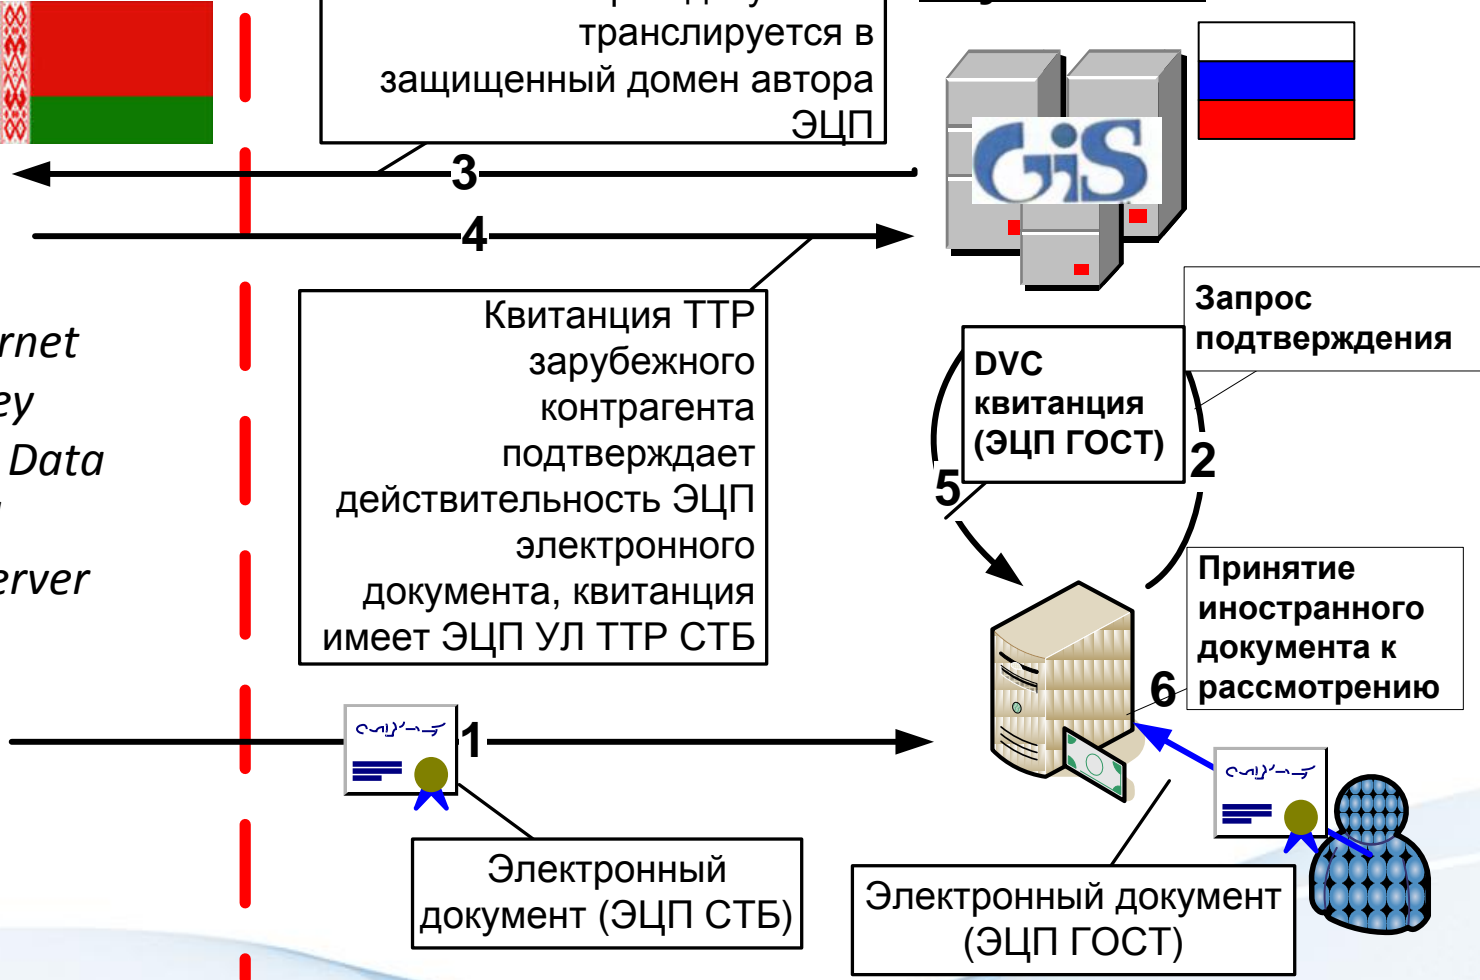 транслируется в
защищенный домен автора
ЭЦП
3
GiS
4
Квитанция ТТР
зарубежного
контрагента
подтверждает
действительность ЭЦП
электронного
документа, квитанция
имеет ЭЦП УЛ ТТР СТБ
Запрос
подтверждения
DVC
квитанция
(ЭЦП ГОСТ)
2
5
rnet
ey
Data
erver
Принятие
иностранного
документа к
рассмотрению
6
1
Электронный
документ (ЭЦП СТБ)
Электронный документ
(ЭЦП ГОСТ)